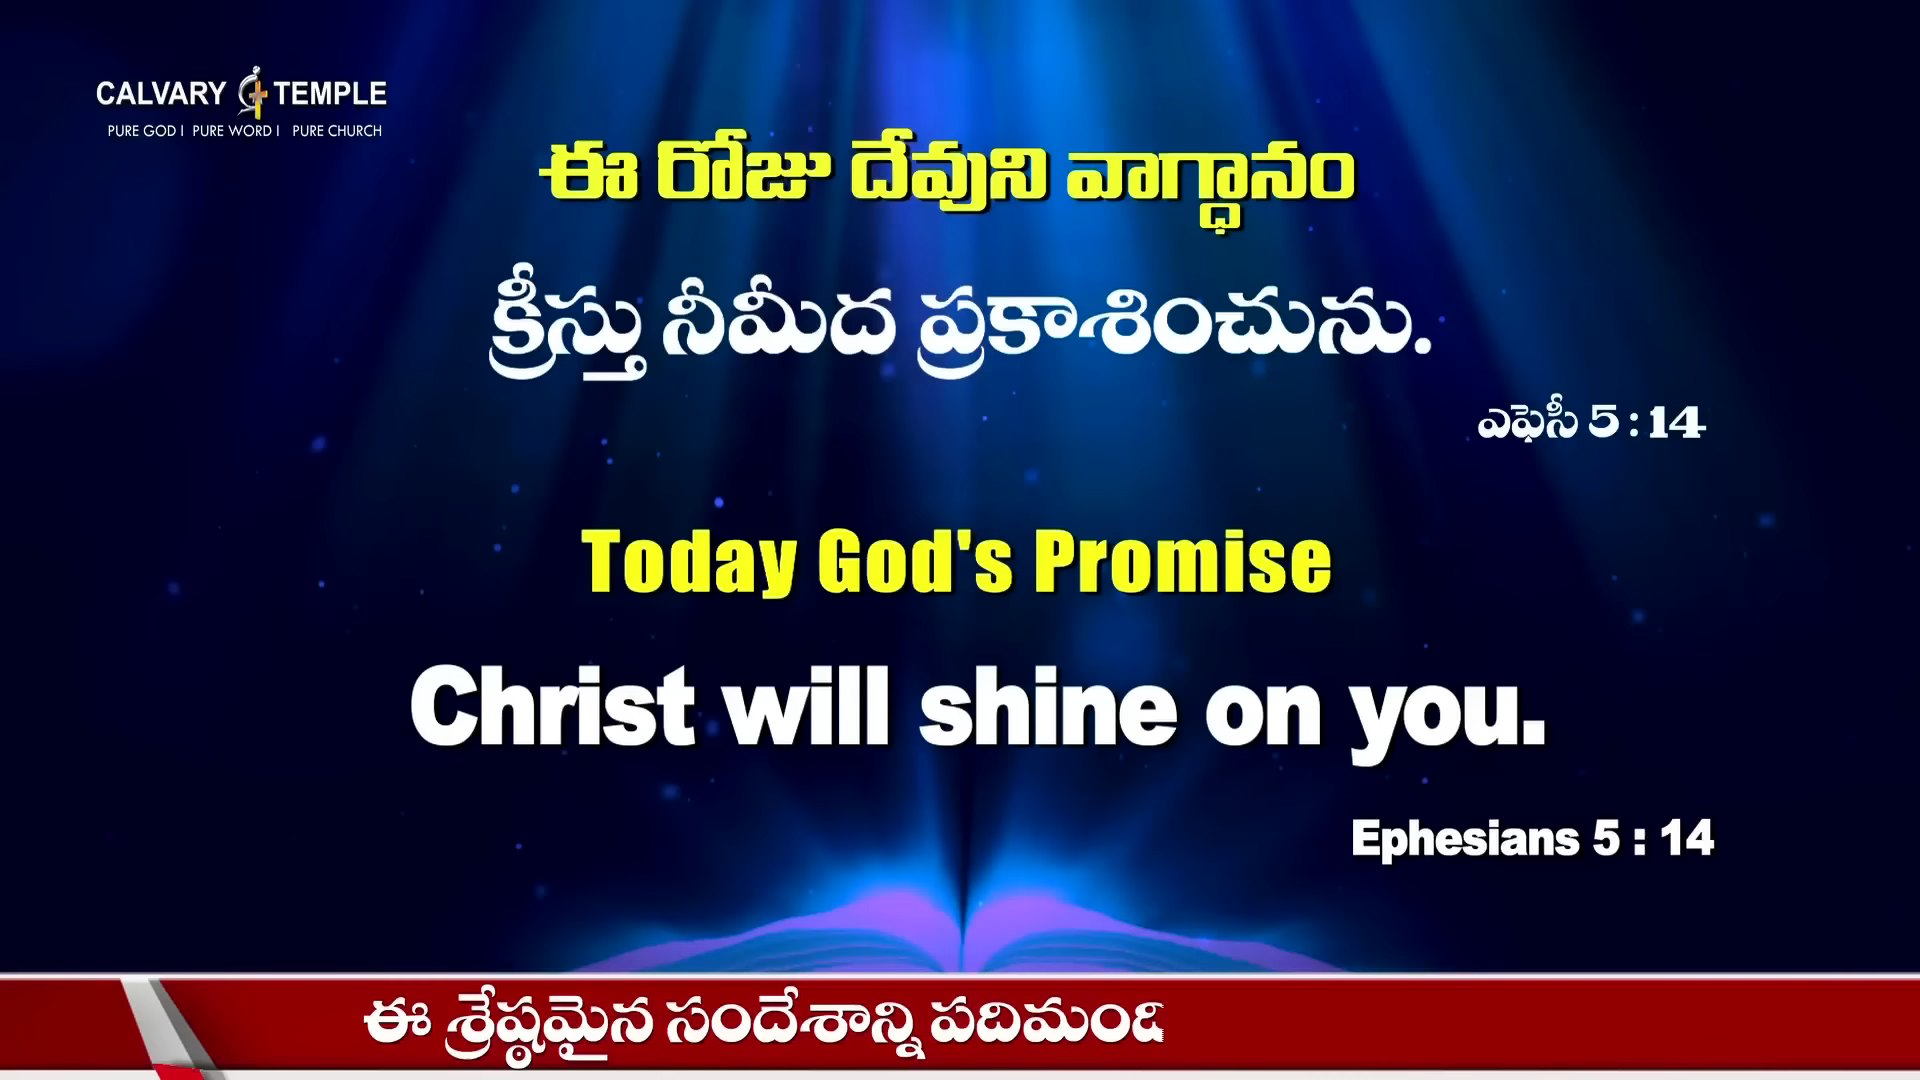 CALVARY TEMPLE
PURE GOD I PURE WORD I PURE CHURCH
ఈ రోజు దేవుని వాగ్ధానం
క్రీస్తు నీమీద ప్రకాశించును.
ఎఫెసీ 5 : 14
Today God's Promise
Christ will shine on you.
Ephesians 5 : 14
ఈ శ్రేష్ఠమైన సందేశాన్ని